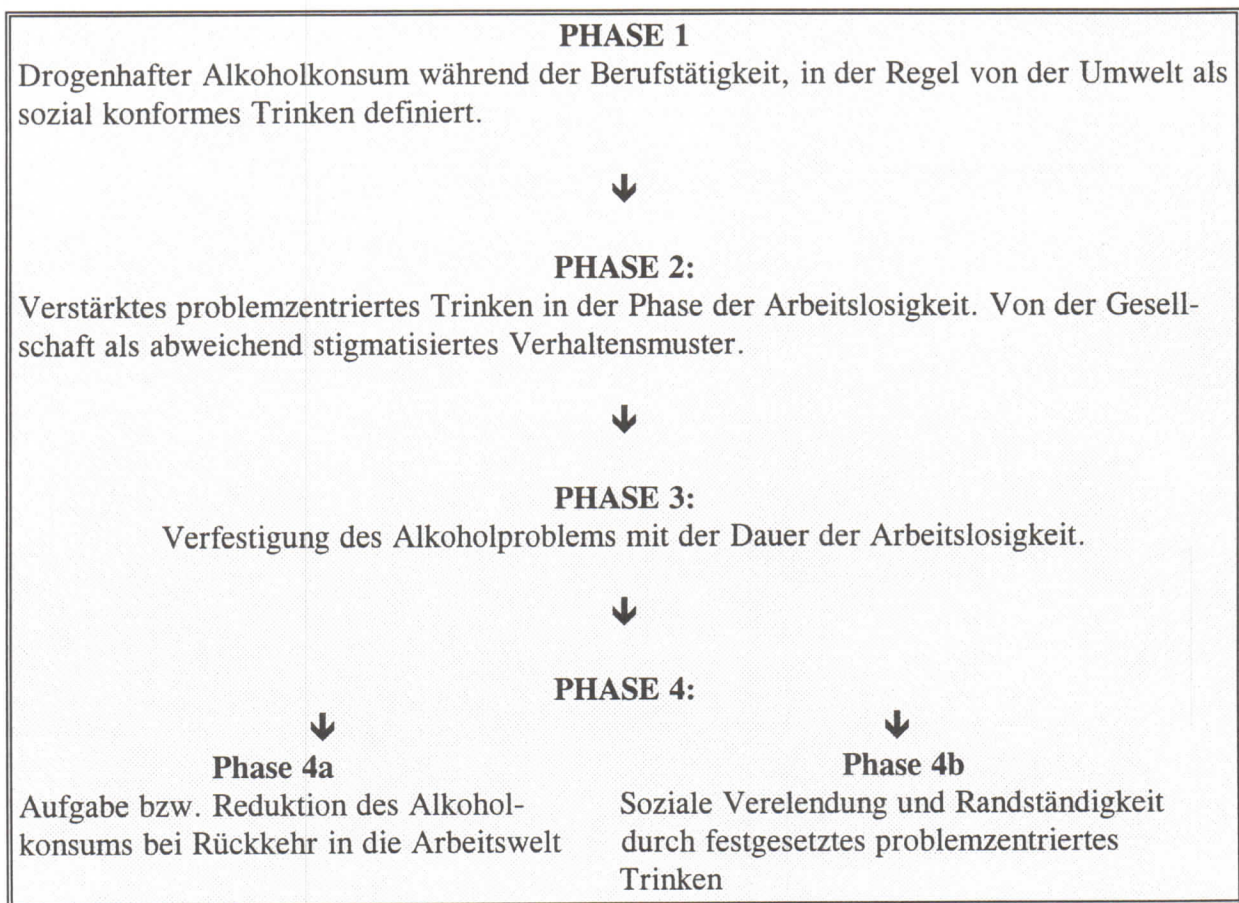 PHASE 1
Drogenhafter Alkoholkonsum während der Berufstätigkeit, in der Regel von der Umwelt als
sozial konformes Trinken definiert.
PHASE 2:
Verstärktes problemzentriertes Trinken in der Phase der Arbeitslosigkeit. Von der Gesell-
schaft als abweichend stigmatisiertes Verhaltensmuster.
PHASE 3:
Verfestigung des Alkoholproblems mit der Dauer der Arbeitslosigkeit.
PHASE 4:
Phase 4a
Aufgabe bzw. Reduktion des Alkohol-
konsums bei Rückkehr in die Arbeitswelt
Phase 4b
Soziale Verelendung und Randständigkeit
durch festgesetztes problemzentriertes
Trinken